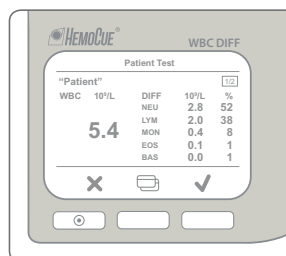 HemoCue®
WBC DIFF
Patient Test
"Patient" 1/2
WBC 10⁹/L DIFF 10⁹/L %
NEU 2.8 52
5.4 LYM 2.0 38
MON 0.4 8
EOS 0.1 1
BAS 0.0 1